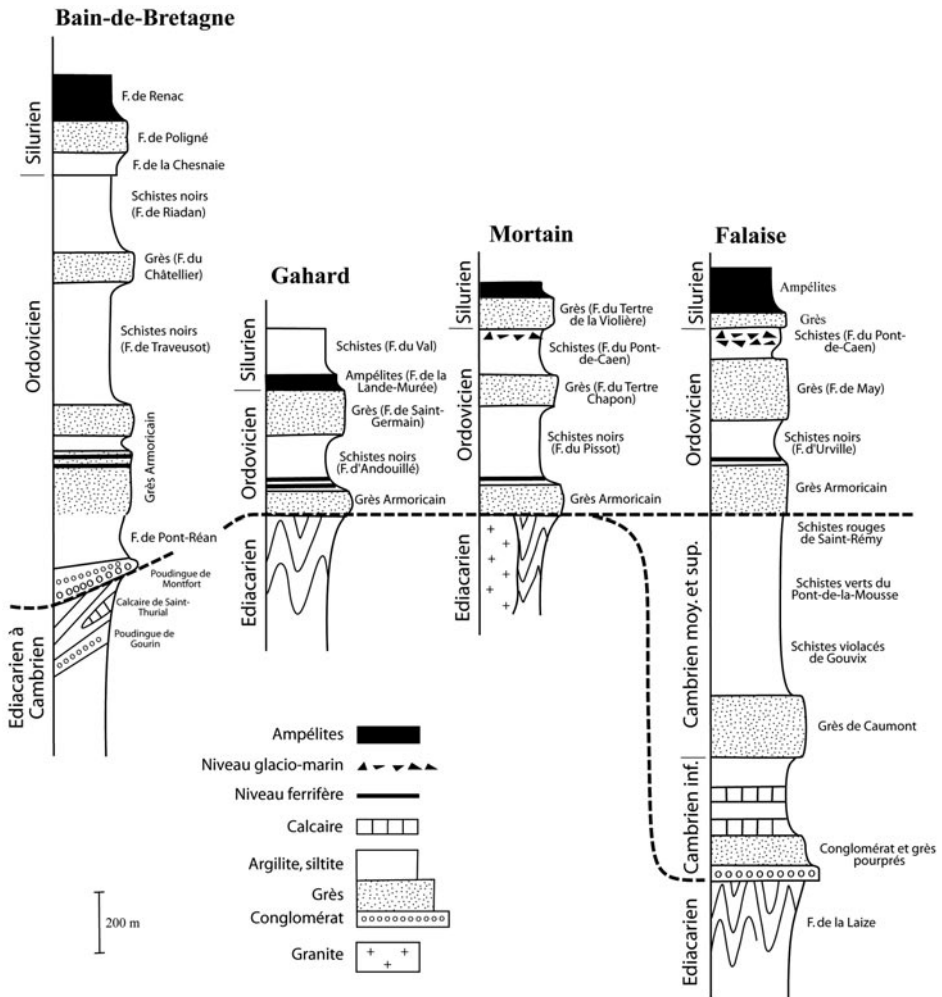 Bain-de-Bretagne
Silurien
Ordovicien
Ediacarien à
Cambrien
F. de Renac
F. de Poligné
F. de la Chesnaie
Schistes noirs
(F. de Riadan)
Grès (F. du
Châtellier)
Schistes noirs
(F. de Traveusot)
Grès Armoricain
F. de Pont-Réan
Poudingue de
Montfort
Calcaire de Saint-
Thurial
Poudingue de
Gourin
Gahard
Silurien
Ordovicien
Ediacarien
Schistes (F. du Val)
Ampélites (F. de la
Lande-Murée)
Grès (F. de Saint-
Germain)
Schistes noirs
(F. d'Andouillé)
Grès Armoricain
Mortain
Silurien
Ordovicien
Ediacarien
Grès (F. du Tertre
de la Violière)
Schistes (F. du Pont-
de-Caen)
Grès (F. du Tertre
Chapon)
Schistes noirs
(F. du Pissot)
Grès Armoricain
Falaise
Silurien
Ordovicien
Cambrien moy. et sup.
Cambrien inf.
Ediacarien
Ampélites
Grès
Schistes (F. du Pont-
de-Caen)
Grès (F. de May)
Schistes noirs
(F. d'Urville)
Grès Armoricain
Schistes rouges
de Saint-Rémy
Schistes verts du
Pont-de-la-Mousse
Schistes violacés
de Gouvix
Grès de Caumont
Conglomérat et grès
pourprés
F. de la Laize
Ampélites
Niveau glacio-marin
Niveau ferrifère
Calcaire
Argilite, siltite
Grès
Conglomérat
Granite
200 m